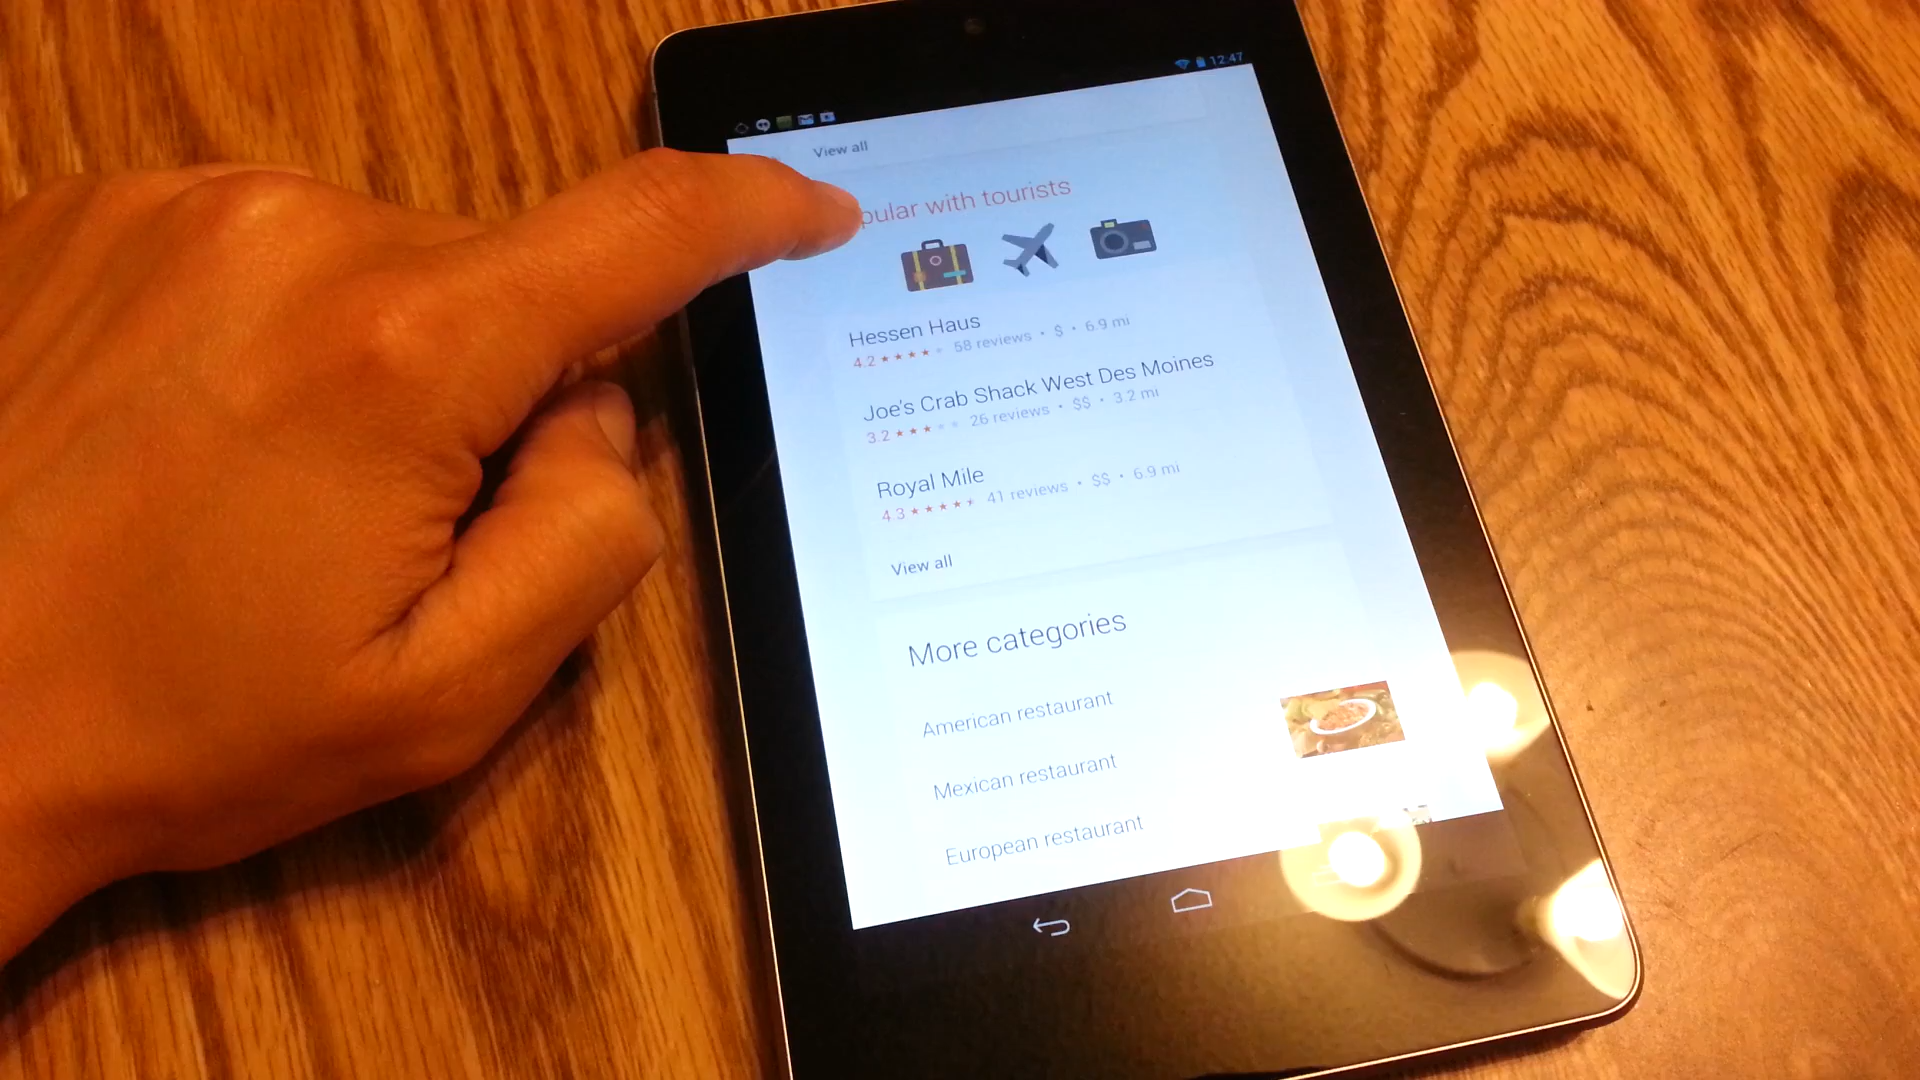 12:47
View all
pular with tourists
Hessen Haus
4.2 ★★★★★ 58 reviews • $ • 6.9 mi
Joe's Crab Shack West Des Moines
3.2 ★★★★★ 26 reviews • $$ • 3.2 mi
Royal Mile
4.3 ★★★★★ 41 reviews • $$ • 6.9 mi
View all
More categories
American restaurant
Mexican restaurant
European restaurant